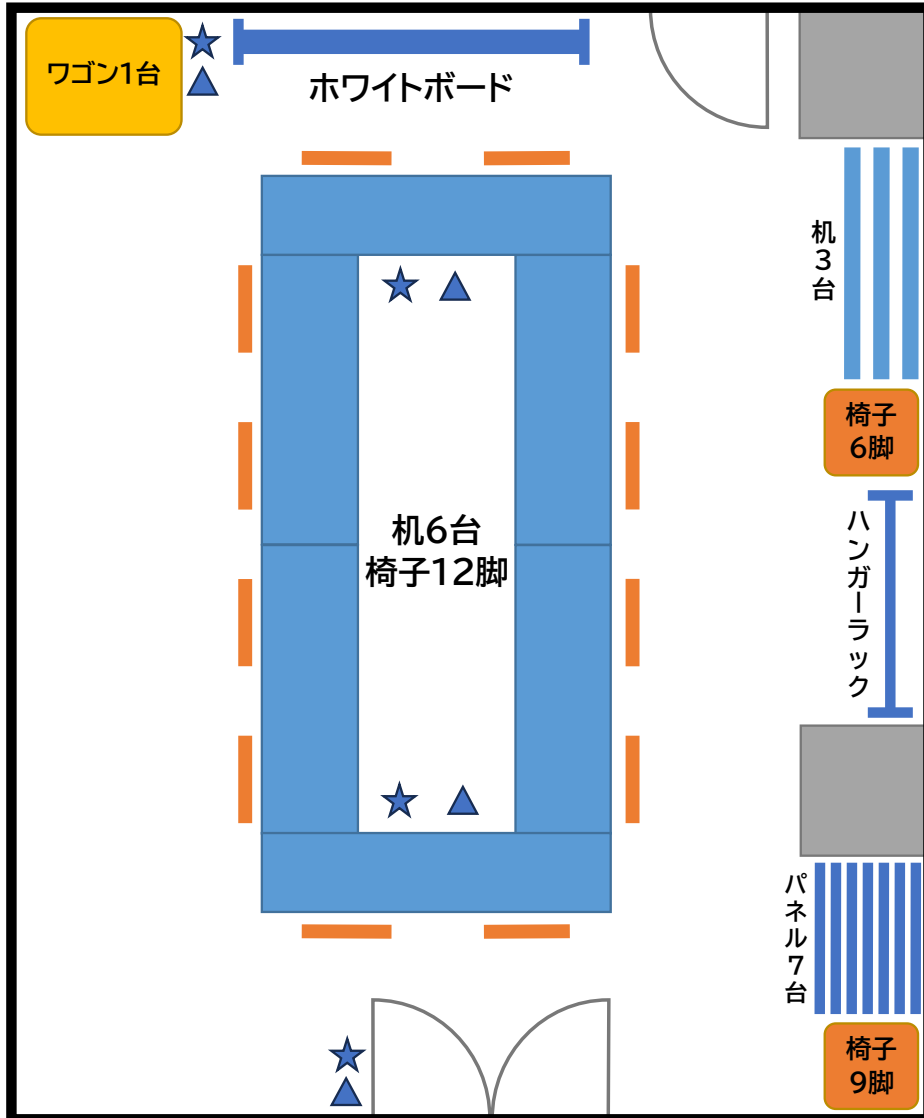 ワゴン1台
ホワイトボード
机3台
椅子
6脚
机6台
椅子12脚
ハンガーラック
パネル7台
椅子
9脚